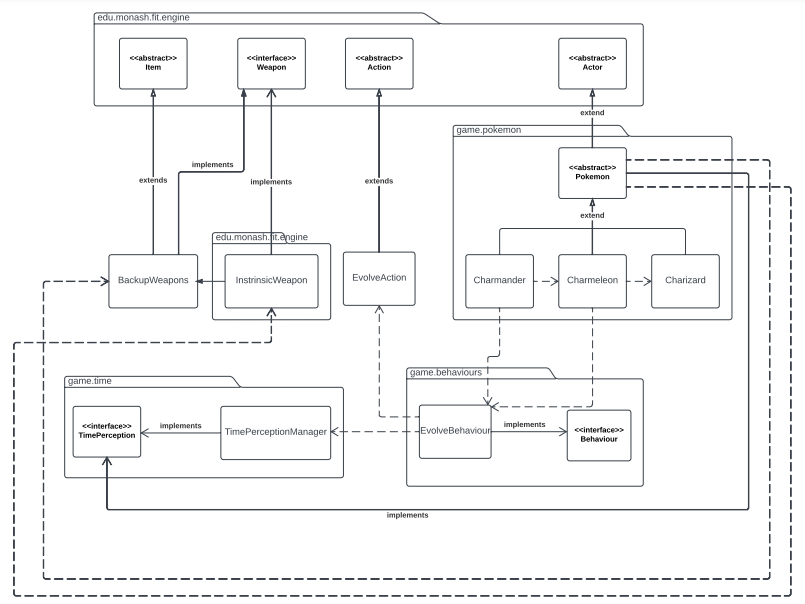 edu.monash.fit.engine
<<abstract>>
Item
<<interface>>
Weapon
<<abstract>>
Action
<<abstract>>
Actor
extend
game.pokemon
<<abstract>>
Pokemon
implements
extends
implements
extends
extend
edu.monash.fit.engine
BackupWeapons
InstrinsicWeapon
EvolveAction
Charmander
Charmeleon
Charizard
game.time
game.behaviours
<<interface>>
TimePerception
implements
TimePerceptionManager
EvolveBehaviour
implements
<<interface>>
Behaviour
implements